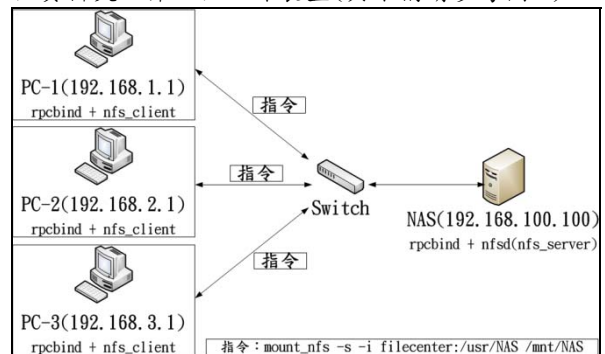 PC-1(192.168.1.1)
rpcbind + nfs_client
指令
PC-2(192.168.2.1)
rpcbind + nfs_client
指令
Switch
NAS(192.168.100.100)
rpcbind + nfsd(nfs_server)
指令
PC-3(192.168.3.1)
rpcbind + nfs_client
指令：mount_nfs -s -i filecenter:/usr/NAS /mnt/NAS